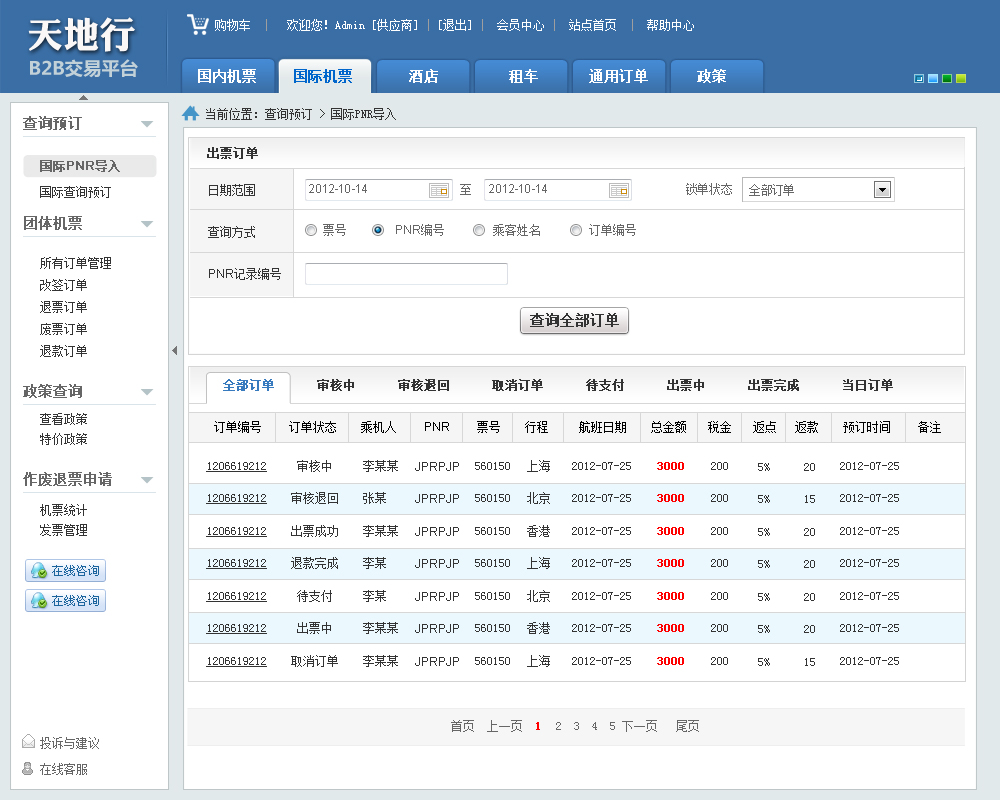 天地行
B2B交易平台
购物车 | 欢迎您! Admin [供应商] | [退出] | 会员中心 | 站点首页 | 帮助中心
国内机票 国际机票 酒店 租车 通用订单 政策
当前位置: 查询预订 > 国际PNR导入
查询预订
国际PNR导入
国际查询预订
团体机票
所有订单管理
改签订单
退票订单
废票订单
退款订单
政策查询
查看政策
特价政策
作废退票申请
机票统计
发票管理
在线咨询
在线咨询
投诉与建议
在线客服
出票订单
日期范围 2012-10-14 至 2012-10-14 锁单状态 全部订单
查询方式 票号 PNR编号 乘客姓名 订单编号
PNR记录编号
查询全部订单
全部订单 审核中 审核退回 取消订单 待支付 出票中 出票完成 当日订单
订单编号 订单状态 乘机人 PNR 票号 行程 航班日期 总金额 税金 返点 返款 预订时间 备注
1206619212 审核中 李某某 JPRPJP 560150 上海 2012-07-25 3000 200 5% 20 2012-07-25
1206619212 审核退回 张某 JPRPJP 560150 北京 2012-07-25 3000 200 5% 15 2012-07-25
1206619212 出票成功 李某某 JPRPJP 560150 香港 2012-07-25 3000 200 5% 20 2012-07-25
1206619212 退款完成 李某 JPRPJP 560150 上海 2012-07-25 3000 200 5% 20 2012-07-25
1206619212 待支付 李某 JPRPJP 560150 北京 2012-07-25 3000 200 5% 20 2012-07-25
1206619212 出票中 李某某 JPRPJP 560150 香港 2012-07-25 3000 200 5% 20 2012-07-25
1206619212 取消订单 李某某 JPRPJP 560150 上海 2012-07-25 3000 200 5% 15 2012-07-25
首页 上一页 1 2 3 4 5 下一页 尾页